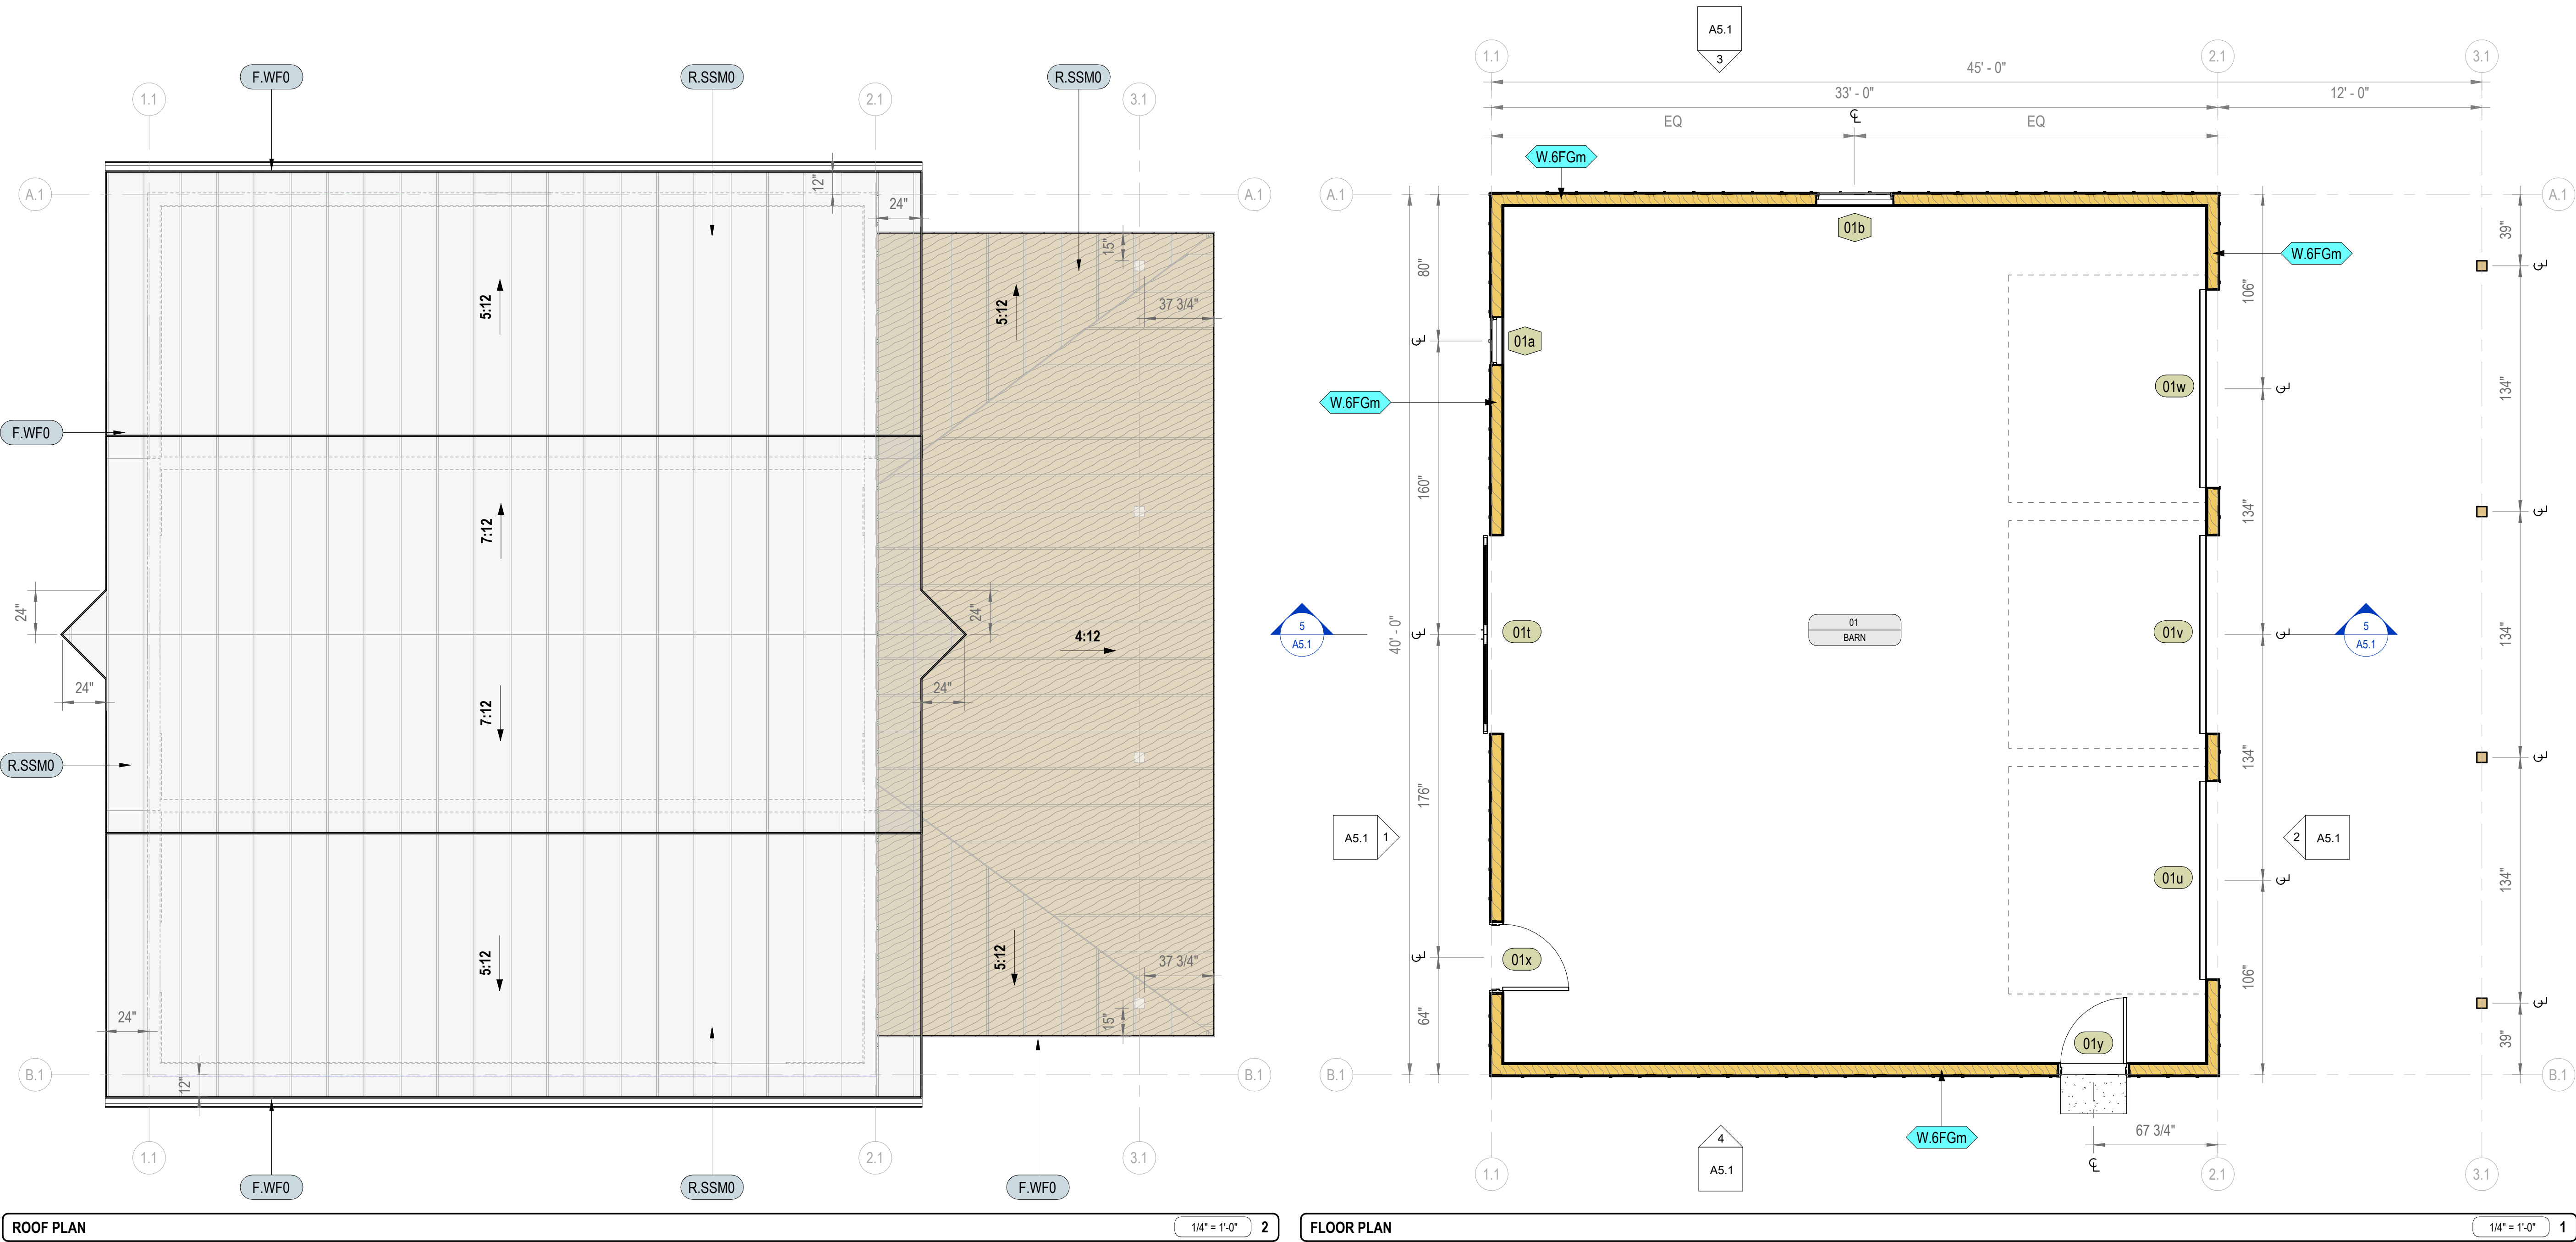 F.WF0
R.SSM0
R.SSM0
1.1
2.1
3.1
12"
A.1
A.1
24"
15"
5:12
5:12
37 3/4"
F.WF0
7:12
24"
24"
4:12
24"
24"
7:12
R.SSM0
5:12
5:12
37 3/4"
24"
15"
12"
B.1
B.1
1.1
2.1
3.1
F.WF0
R.SSM0
F.WF0
ROOF PLAN
1/4" = 1'-0"
2
A5.1
3
1.1
2.1
3.1
45' - 0"
33' - 0"
12' - 0"
EQ
EQ
W.6FGm
A.1
A.1
01b
39"
W.6FGm
80"
106"
01a
01w
134"
W.6FGm
160"
134"
5
A5.1
40' - 0"
01t
01
BARN
01v
5
A5.1
134"
134"
176"
A5.1
1
2
A5.1
01u
134"
01x
106"
64"
01y
39"
B.1
B.1
4
A5.1
W.6FGm
67 3/4"
1.1
2.1
3.1
FLOOR PLAN
1/4" = 1'-0"
1